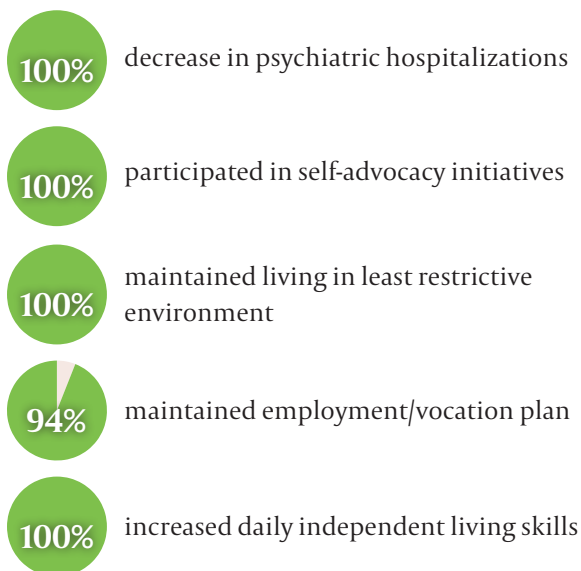 100% decrease in psychiatric hospitalizations
100% participated in self-advocacy initiatives
100% maintained living in least restrictive
environment
94% maintained employment/vocation plan
100% increased daily independent living skills